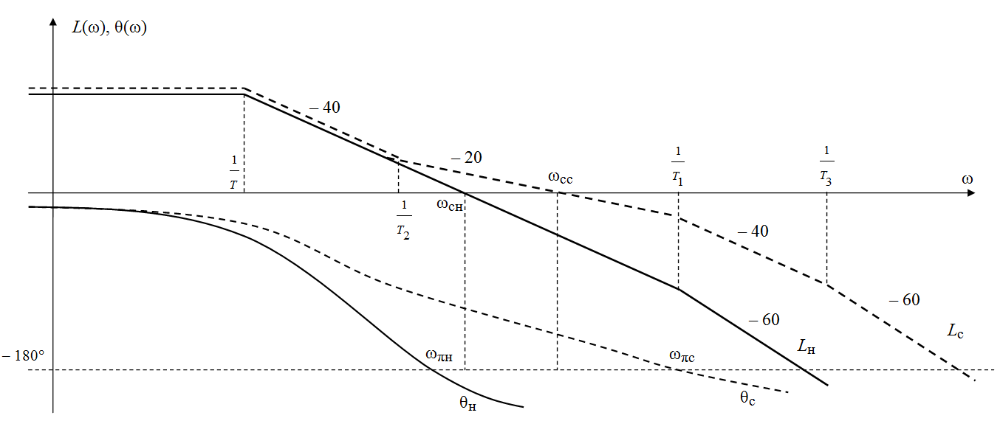 L(ω), θ(ω)
– 40
1
T
– 20
ωсс
1
T1
1
T3
ω
ωсн
1
T2
– 40
– 60
– 60
Lс
Lн
– 180°
ωπн
ωπс
θн
θс